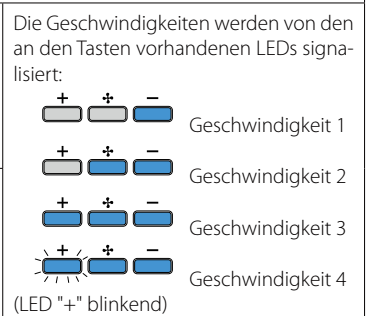 Die Geschwindigkeiten werden von den
an den Tasten vorhandenen LEDs signa-
lisiert:
+ −
Geschwindigkeit 1
+ −
Geschwindigkeit 2
+ −
Geschwindigkeit 3
+ −
Geschwindigkeit 4
(LED "+" blinkend)